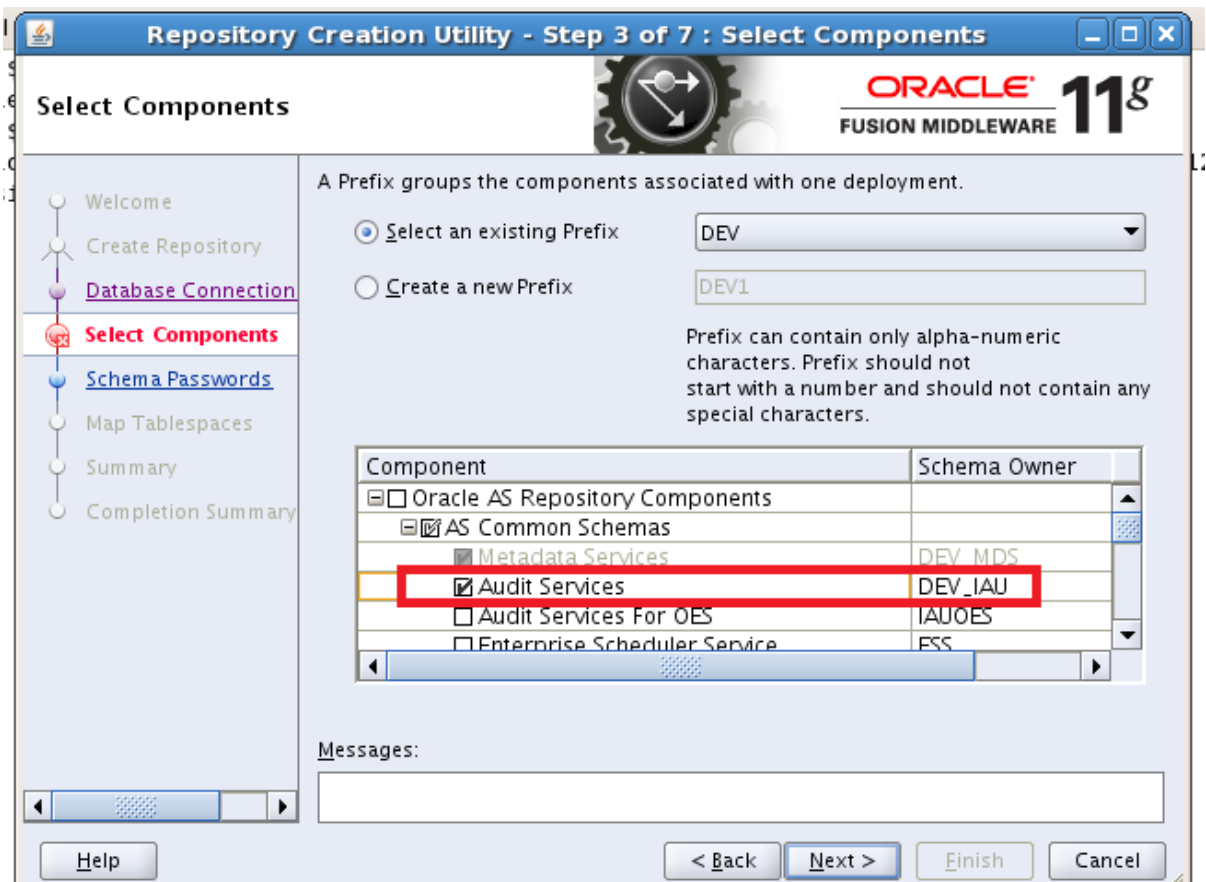 Repository Creation Utility - Step 3 of 7 : Select Components
Select Components
ORACLE
FUSION MIDDLEWARE
11g
Welcome
Create Repository
Database Connection
Select Components
Schema Passwords
Map Tablespaces
Summary
Completion Summary
A Prefix groups the components associated with one deployment.
Select an existing Prefix DEV
Create a new Prefix DEV1
Prefix can contain only alpha-numeric
characters. Prefix should not
start with a number and should not contain any
special characters.
Component Schema Owner
Oracle AS Repository Components
AS Common Schemas
Metadata Services DEV_MDS
Audit Services DEV_IAU
Audit Services For OES IAUOES
Enterprise Scheduler Service ESS
Messages:
Help < Back Next > Finish Cancel